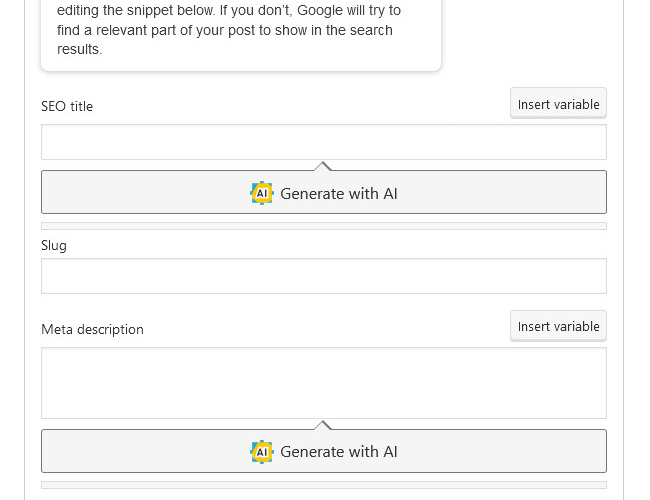 editing the snippet below. If you don’t, Google will try to
find a relevant part of your post to show in the search
results.
SEO title
Insert variable
AI Generate with AI
Slug
Meta description
Insert variable
AI Generate with AI